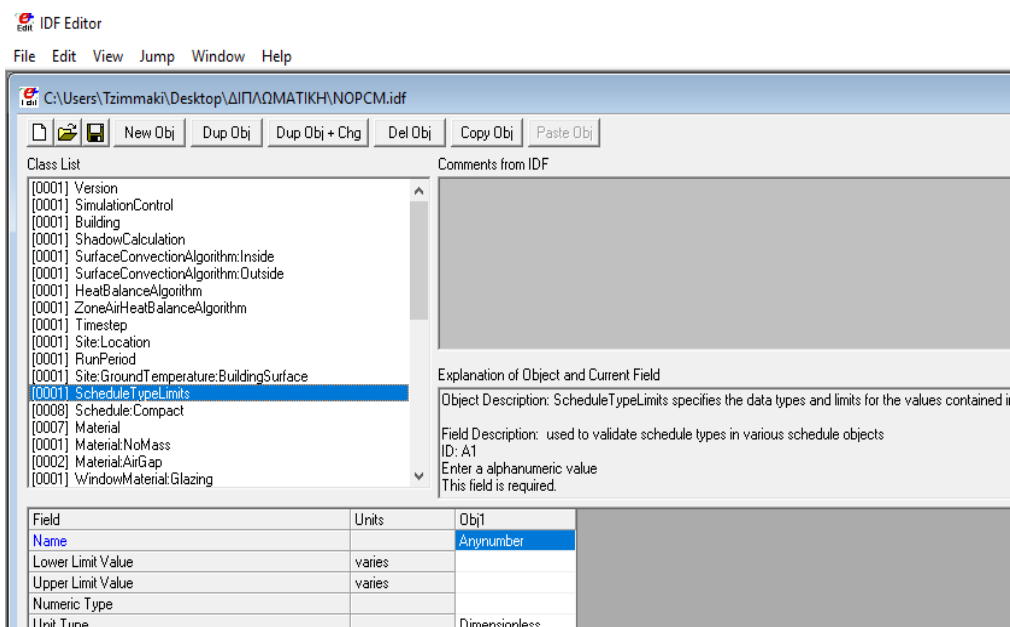 IDF Editor
File Edit View Jump Window Help
C:\Users\Tzimmaki\Desktop\ΔΙΠΛΩΜΑΤΙΚΗ\NOPCM.idf
New Obj Dup Obj Dup Obj + Chg Del Obj Copy Obj Paste Obj
Class List
[0001] Version
[0001] SimulationControl
[0001] Building
[0001] ShadowCalculation
[0001] SurfaceConvectionAlgorithm:Inside
[0001] SurfaceConvectionAlgorithm:Outside
[0001] HeatBalanceAlgorithm
[0001] ZoneAirHeatBalanceAlgorithm
[0001] Timestep
[0001] Site:Location
[0001] RunPeriod
[0001] Site:GroundTemperature:BuildingSurface
[0001] ScheduleTypeLimits
[0008] Schedule:Compact
[0007] Material
[0001] Material:NoMass
[0002] Material:AirGap
[0001] WindowMaterial:Glazing
Comments from IDF
Explanation of Object and Current Field
Object Description: ScheduleTypeLimits specifies the data types and limits for the values contained
Field Description: used to validate schedule types in various schedule objects
ID: A1
Enter a alphanumeric value
This field is required.
Field Units Obj1
Name Anynumber
Lower Limit Value varies
Upper Limit Value varies
Numeric Type
Unit Type Dimensionless